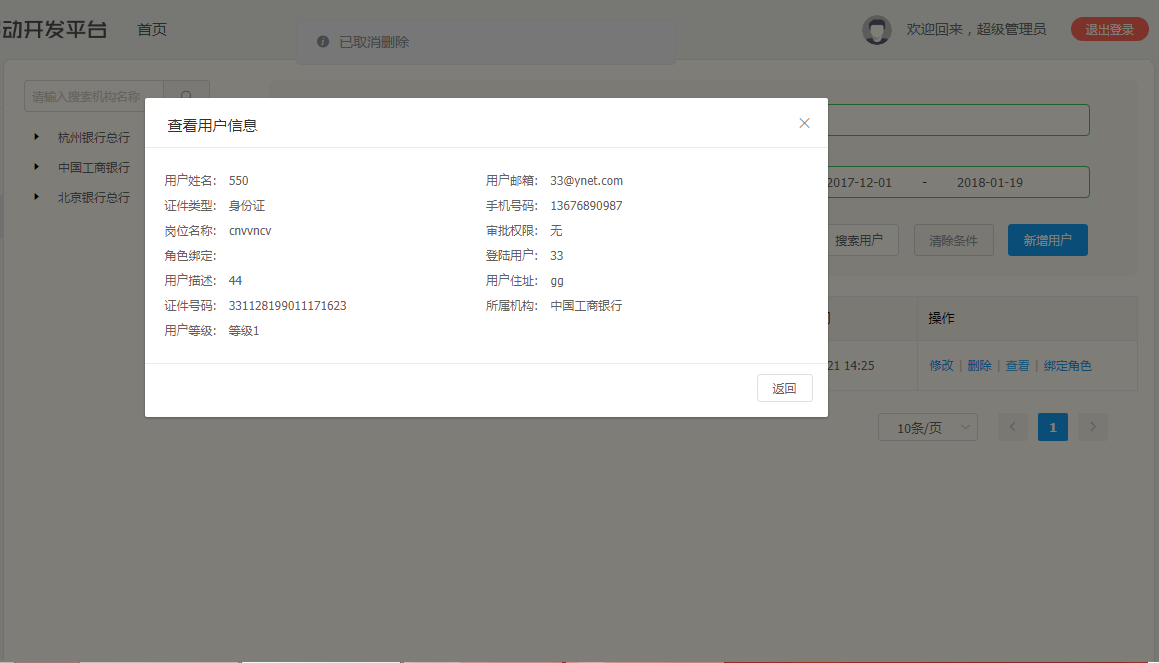 动开发平台 首页 已取消删除 欢迎回来，超级管理员 退出登录
请输入搜索机构名称
杭州银行总行
中国工商银行
北京银行总行
查看用户信息
用户姓名: 550 用户邮箱: 33@ynet.com
证件类型: 身份证 手机号码: 13676890987
岗位名称: cnvvncv 审批权限: 无
角色绑定: 登陆用户: 33
用户描述: 44 用户住址: gg
证件号码: 331128199011171623 所属机构: 中国工商银行
用户等级: 等级1
返回
2017-12-01 - 2018-01-19
搜索用户 清除条件 新增用户
操作
21 14:25 修改 | 删除 | 查看 | 绑定角色
10条/页 1